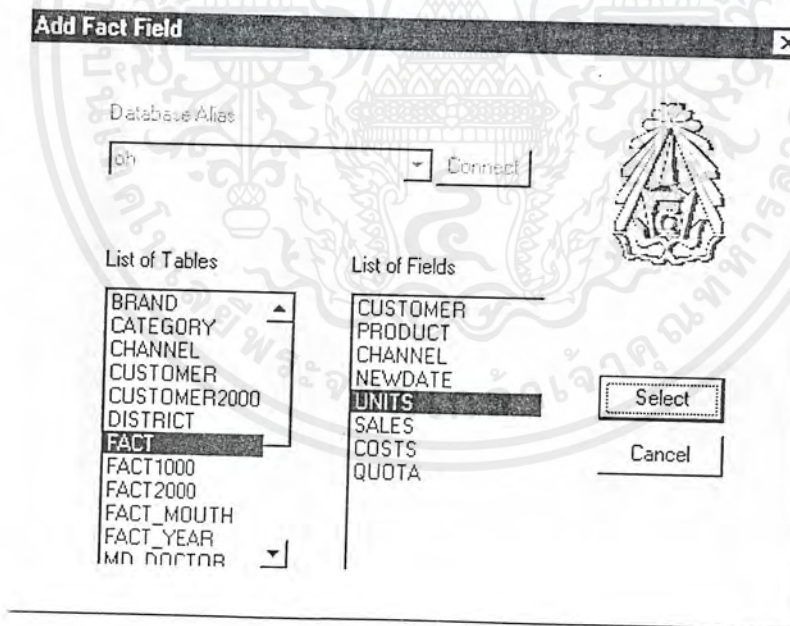 Add Fact Field
Database Alias
Connect
List of Tables
BRAND
CATEGORY
CHANNEL
CUSTOMER
CUSTOMER2000
DISTRICT
FACT
FACT1000
FACT2000
FACT_MOUTH
FACT_YEAR
MD_DOCTOR
List of Fields
CUSTOMER
PRODUCT
CHANNEL
NEWDATE
UNITS
SALES
COSTS
QUOTA
Select
Cancel